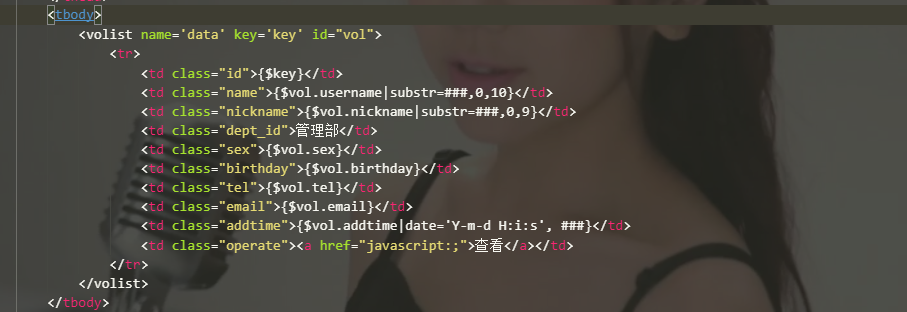 <tbody>
<volist name='data' key='key' id="vol">
<tr>
<td class="id">{$key}</td>
<td class="name">{$vol.username|substr=###,0,10}</td>
<td class="nickname">{$vol.nickname|substr=###,0,9}</td>
<td class="dept_id">管理部</td>
<td class="sex">{$vol.sex}</td>
<td class="birthday">{$vol.birthday}</td>
<td class="tel">{$vol.tel}</td>
<td class="email">{$vol.email}</td>
<td class="addtime">{$vol.addtime|date='Y-m-d H:i:s', ###}</td>
<td class="operate"><a href="javascript:;">查看</a></td>
</tr>
</volist>
</tbody>